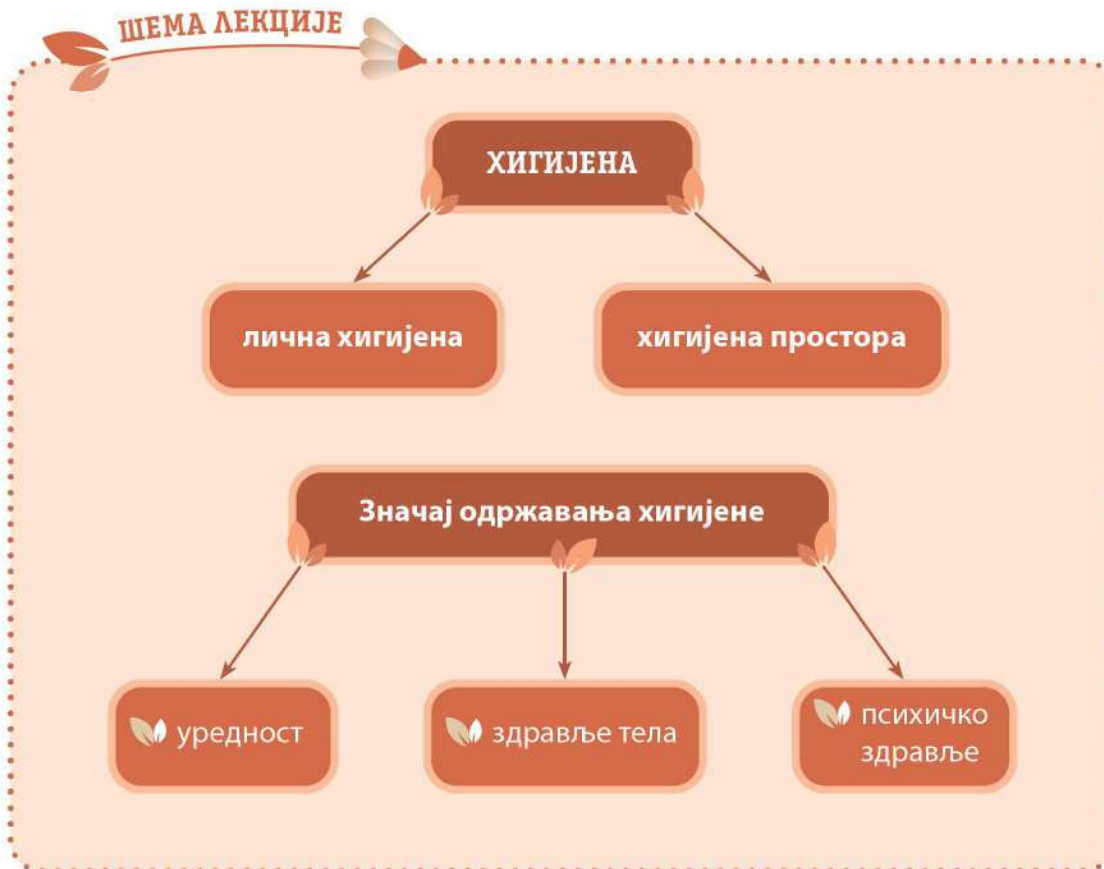 ШЕМА ЛЕКЦИЈЕ
ХИГИЈЕНА
лична хигијена
хигијена простора
Значај одржавања хигијене
уредност
здравље тела
психичко
здравље